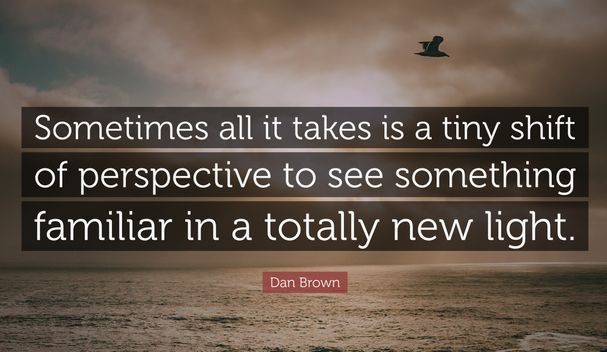 Sometimes all it takes is a tiny shift
of perspective to see something
familiar in a totally new light.
Dan Brown